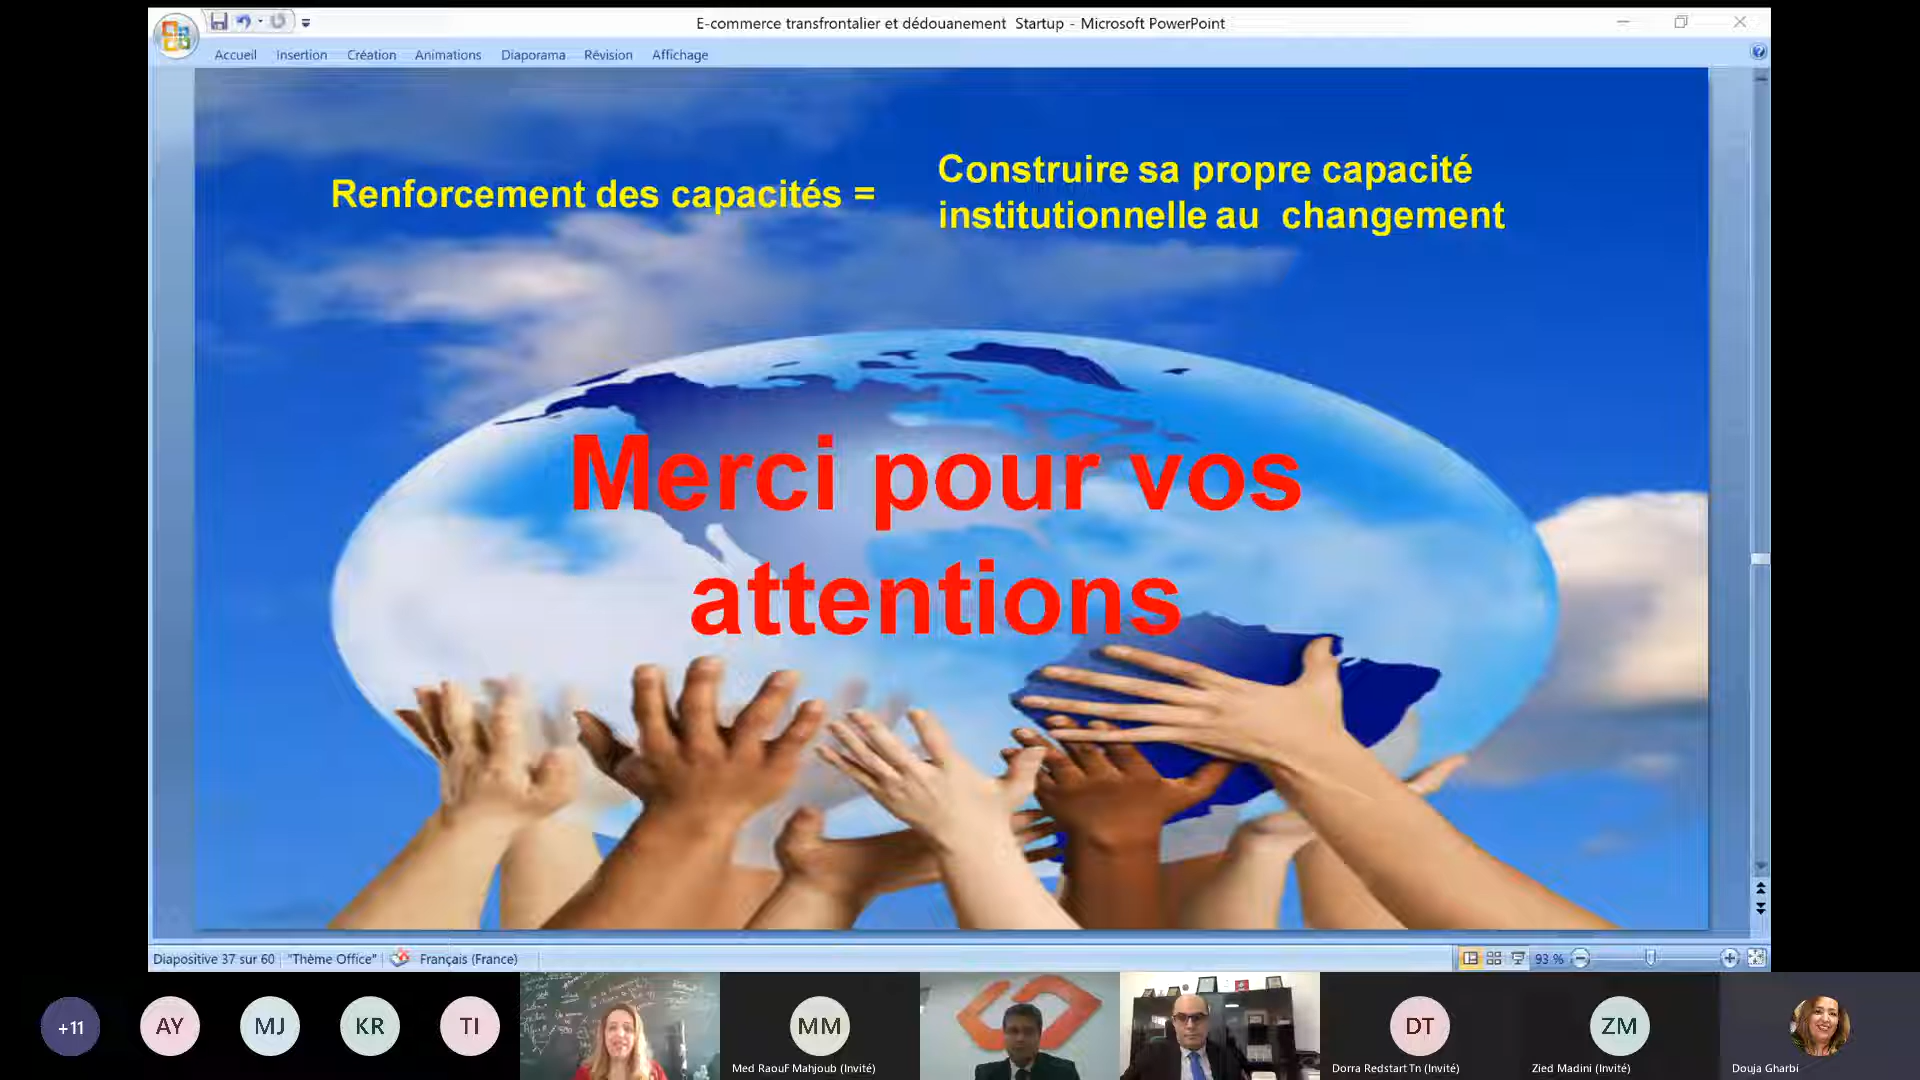 E-commerce transfrontalier et dédouanement Startup - Microsoft PowerPoint
Accueil Insertion Création Animations Diaporama Révision Affichage
Renforcement des capacités =
Construire sa propre capacité
institutionnelle au changement
Merci pour vos
attentions
Diapositive 37 sur 60 "Thème Office" Français (France) 93 %
+11 AY MJ KR TI MM DT ZM
Med Raouf Mahjoub (Invité) Dorra Redstart Tn (Invité) Zied Madini (Invité) Douja Gharbi